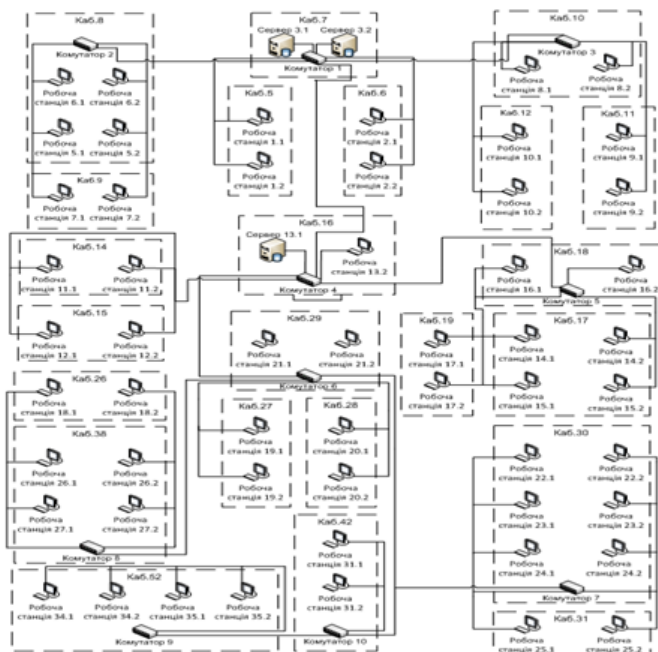 Каб.8
Комутатор 2
Робоча станція 6.1
Робоча станція 6.2
Робоча станція 5.1
Робоча станція 5.2
Каб.9
Робоча станція 7.1
Робоча станція 7.2
Каб.7
Сервер 3.1
Сервер 3.2
Комутатор 1
Каб.5
Робоча станція 1.1
Робоча станція 1.2
Каб.6
Робоча станція 2.1
Робоча станція 2.2
Каб.10
Комутатор 3
Робоча станція 8.1
Робоча станція 8.2
Каб.12
Робоча станція 10.1
Робоча станція 10.2
Каб.11
Робоча станція 9.1
Робоча станція 9.2
Каб.16
Сервер 13.1
Робоча станція 13.2
Комутатор 4
Каб.14
Робоча станція 11.1
Робоча станція 11.2
Каб.15
Робоча станція 12.1
Робоча станція 12.2
Каб.18
Робоча станція 16.1
Робоча станція 16.2
Комутатор 5
Каб.19
Робоча станція 17.1
Робоча станція 17.2
Каб.17
Робоча станція 14.1
Робоча станція 14.2
Робоча станція 15.1
Робоча станція 15.2
Каб.29
Робоча станція 21.1
Робоча станція 21.2
Комутатор 6
Каб.27
Робоча станція 19.1
Робоча станція 19.2
Каб.28
Робоча станція 20.1
Робоча станція 20.2
Каб.26
Робоча станція 18.1
Робоча станція 18.2
Каб.38
Робоча станція 26.1
Робоча станція 26.2
Робоча станція 27.1
Робоча станція 27.2
Комутатор 8
Каб.30
Робоча станція 22.1
Робоча станція 22.2
Робоча станція 23.1
Робоча станція 23.2
Робоча станція 24.1
Робоча станція 24.2
Комутатор 7
Каб.31
Робоча станція 25.1
Робоча станція 25.2
Каб.42
Робоча станція 31.1
Робоча станція 31.2
Комутатор 10
Каб.52
Робоча станція 34.1
Робоча станція 34.2
Робоча станція 35.1
Робоча станція 35.2
Комутатор 9